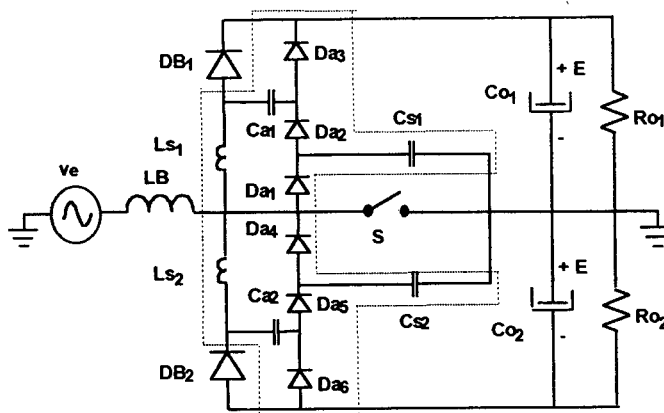 DB1
Da3
+ E
Co1
-
Ro1
Cs1
Ca1
Da2
Ls1
ve
LB
Da1
S
Da4
Ls2
Ca2
Da5
Cs2
+ E
Co2
-
Ro2
DB2
Da6